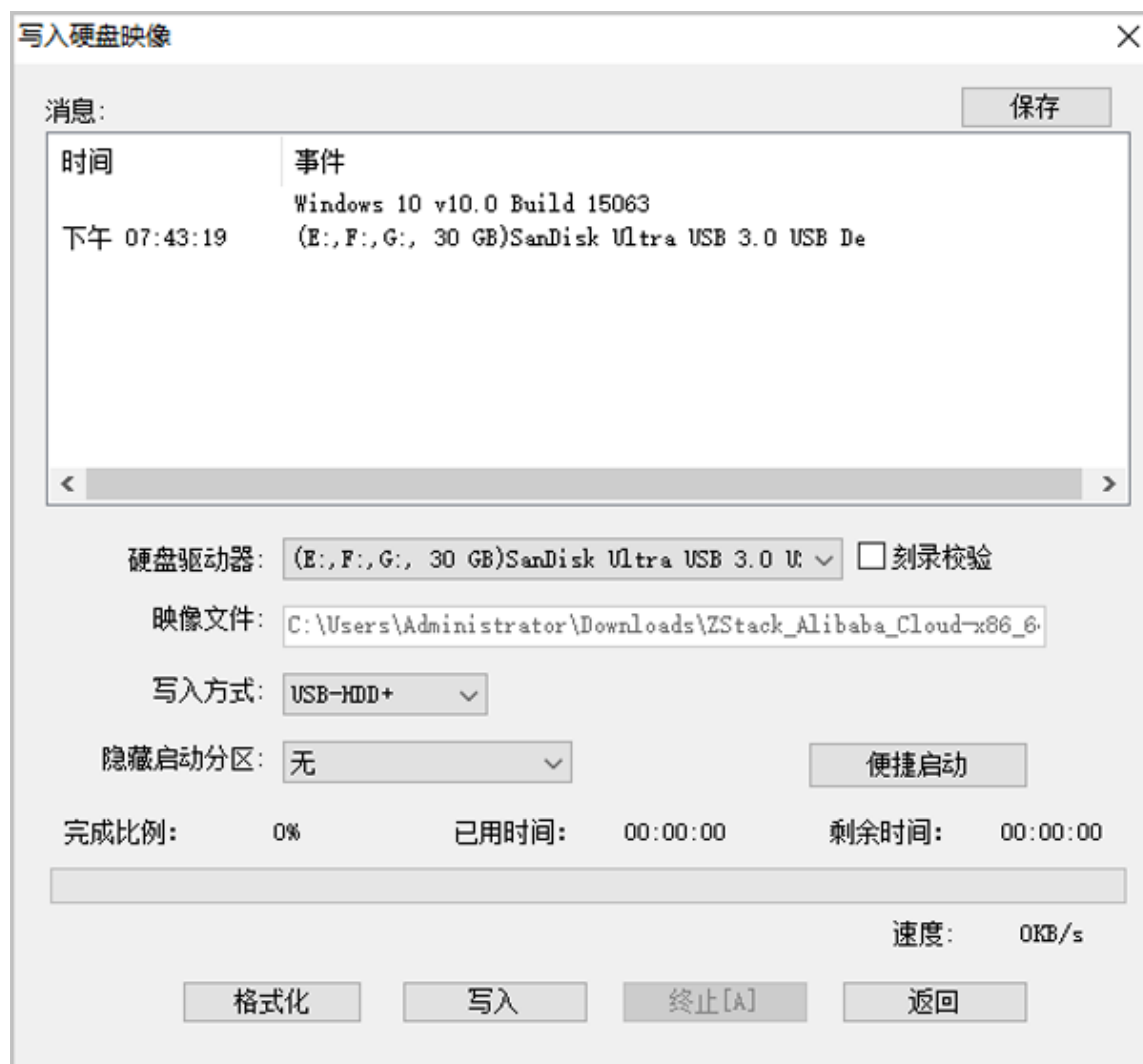 写入硬盘映像
消息:
保存
时间 事件
Windows 10 v10.0 Build 15063
下午 07:43:19 (E:,F:,G:, 30 GB)SanDisk Ultra USB 3.0 USB De
硬盘驱动器: (E:,F:,G:, 30 GB)SanDisk Ultra USB 3.0 刻录校验
映像文件: C:\Users\Administrator\Downloads\ZStack_Alibaba_Cloud-x86_6
写入方式: USB-HDD+
隐藏启动分区: 无 便捷启动
完成比例: 0% 已用时间: 00:00:00 剩余时间: 00:00:00
速度: 0KB/s
格式化 写入 终止[A] 返回